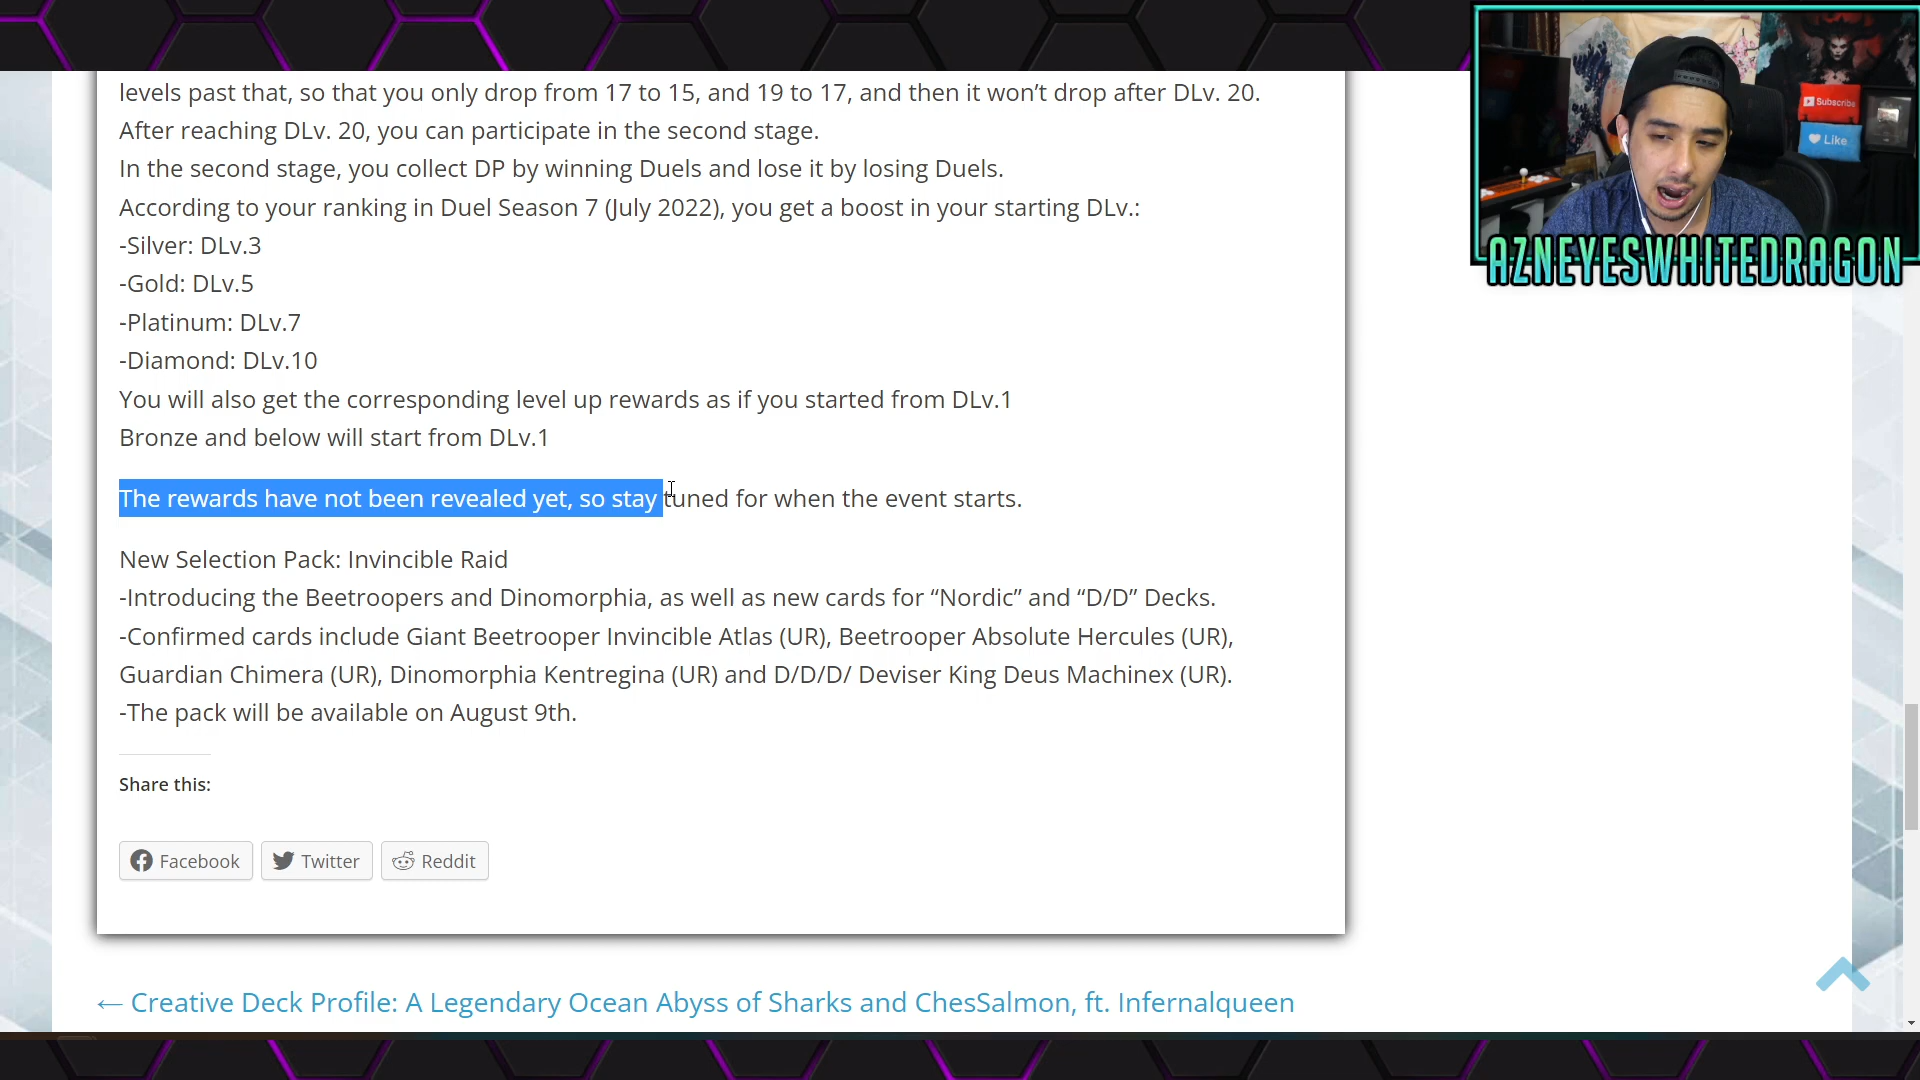 levels past that, so that you only drop from 17 to 15, and 19 to 17, and then it won’t drop after DLv. 20.
After reaching DLv. 20, you can participate in the second stage.
In the second stage, you collect DP by winning Duels and lose it by losing Duels.
According to your ranking in Duel Season 7 (July 2022), you get a boost in your starting DLv.:
-Silver: DLv.3
-Gold: DLv.5
-Platinum: DLv.7
-Diamond: DLv.10
You will also get the corresponding level up rewards as if you started from DLv.1
Bronze and below will start from DLv.1
The rewards have not been revealed yet, so stay tuned for when the event starts.
New Selection Pack: Invincible Raid
-Introducing the Beetroopers and Dinomorphia, as well as new cards for “Nordic” and “D/D” Decks.
-Confirmed cards include Giant Beetrooper Invincible Atlas (UR), Beetrooper Absolute Hercules (UR),
Guardian Chimera (UR), Dinomorphia Kentregina (UR) and D/D/D/ Deviser King Deus Machinex (UR).
-The pack will be available on August 9th.
Share this:
Facebook
Twitter
Reddit
← Creative Deck Profile: A Legendary Ocean Abyss of Sharks and ChesSalmon, ft. Infernalqueen
Subscribe
Like
AZNEYESWHITEDRAGON